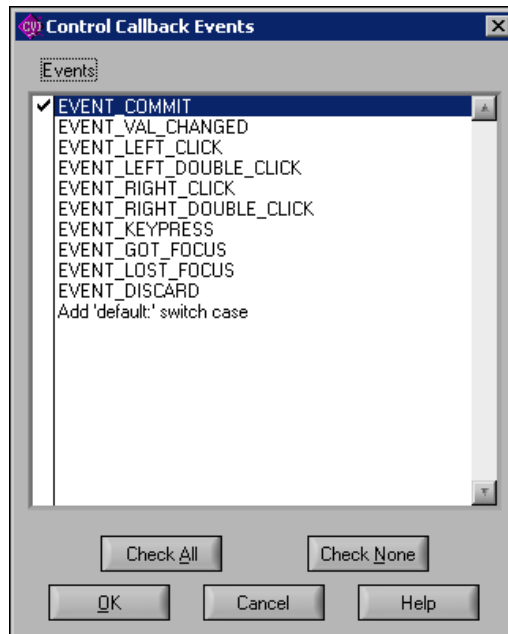 CVI Control Callback Events
Events
EVENT_COMMIT
EVENT_VAL_CHANGED
EVENT_LEFT_CLICK
EVENT_LEFT_DOUBLE_CLICK
EVENT_RIGHT_CLICK
EVENT_RIGHT_DOUBLE_CLICK
EVENT_KEYPRESS
EVENT_GOT_FOCUS
EVENT_LOST_FOCUS
EVENT_DISCARD
Add 'default:' switch case
Check All Check None
OK Cancel Help